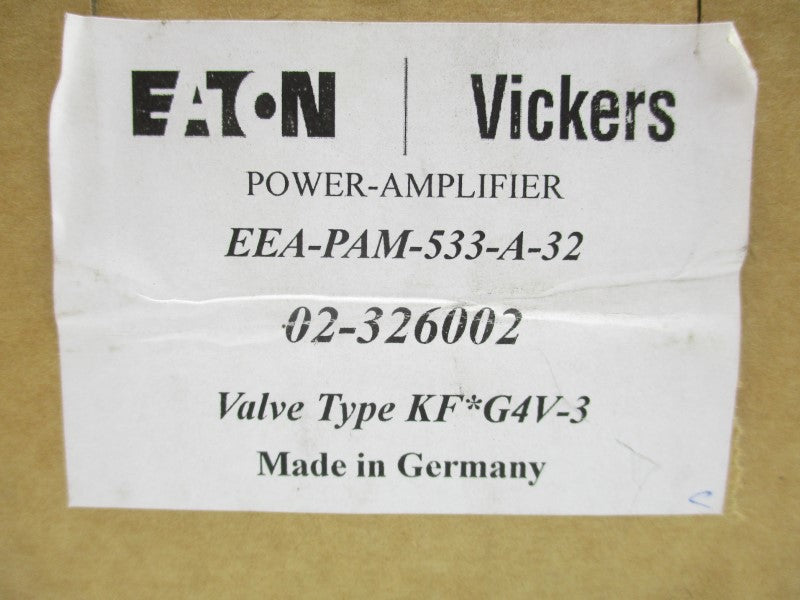 EATON | Vickers
POWER-AMPLIFIER
EEA-PAM-533-A-32
02-326002
Valve Type KF*G4V-3
Made in Germany